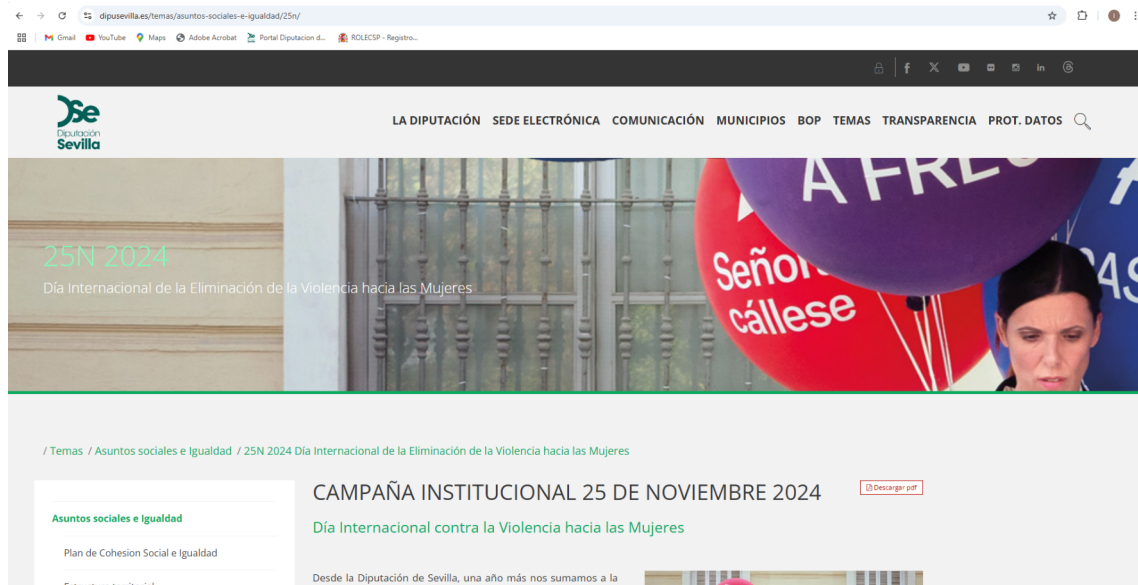 dipusevilla.es/temas/asuntos-sociales-e-igualdad/25n/
Gmail YouTube Maps Adobe Acrobat Portal Diputacion d... ROLECSP - Registro...
Dse
Diputación
Sevilla
LA DIPUTACIÓN SEDE ELECTRÓNICA COMUNICACIÓN MUNICIPIOS BOP TEMAS TRANSPARENCIA PROT. DATOS
A FRE
Señor
cállese
25N 2024
Día Internacional de la Eliminación de la Violencia hacia las Mujeres
/ Temas / Asuntos sociales e Igualdad / 25N 2024 Día Internacional de la Eliminación de la Violencia hacia las Mujeres
CAMPAÑA INSTITUCIONAL 25 DE NOVIEMBRE 2024
Descargar pdf
Día Internacional contra la Violencia hacia las Mujeres
Asuntos sociales e Igualdad
Plan de Cohesion Social e Igualdad
Desde la Diputación de Sevilla, una año más nos sumamos a la